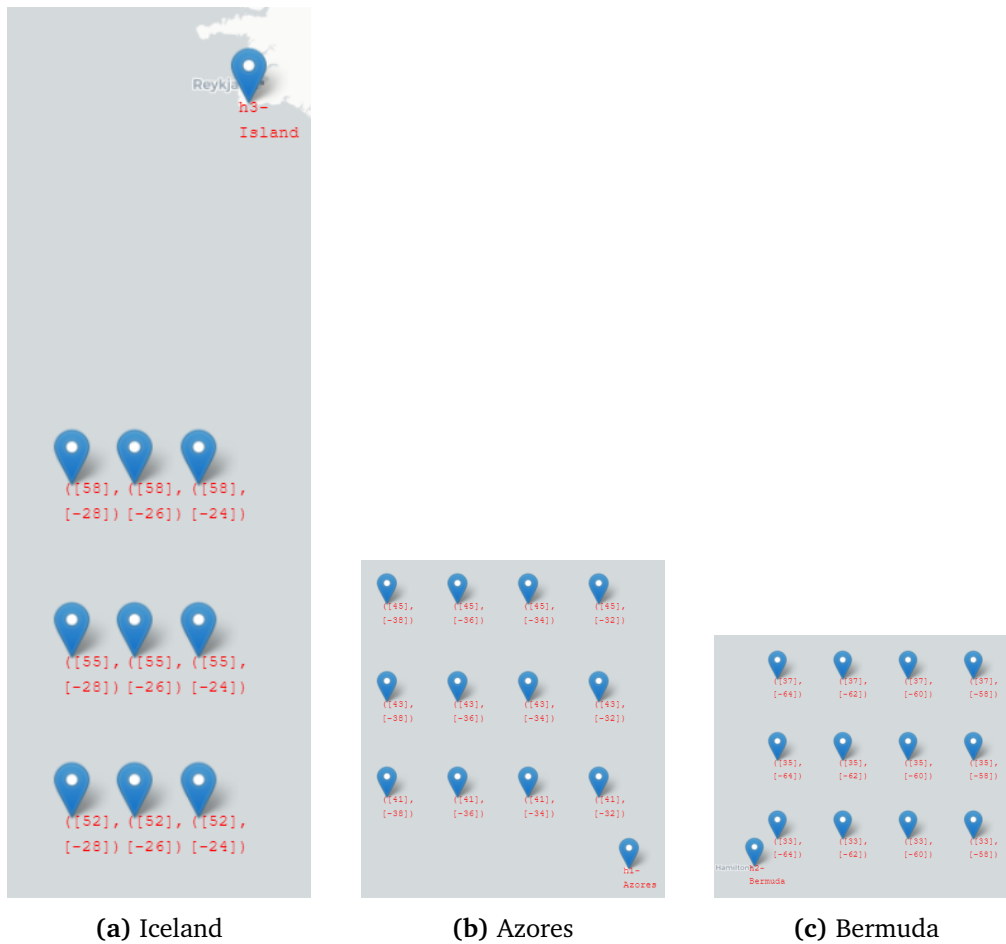 h3-
Island
([58], ([58], ([58],
[-28]) [-26]) [-24])
([55], ([55], ([55],
[-28]) [-26]) [-24])
([52], ([52], ([52],
[-28]) [-26]) [-24])
(a) Iceland
([45], ([45], ([45], ([45],
[-38]) [-36]) [-34]) [-32])
([43], ([43], ([43], ([43],
[-38]) [-36]) [-34]) [-32])
([41], ([41], ([41], ([41],
[-38]) [-36]) [-34]) [-32])
h1-
Azores
(b) Azores
([37], ([37], ([37], ([37],
[-64]) [-62]) [-60]) [-58])
([35], ([35], ([35], ([35],
[-64]) [-62]) [-60]) [-58])
([33], ([33], ([33], ([33],
[-64]) [-62]) [-60]) [-58])
Hamilton h2-
Bermuda
(c) Bermuda